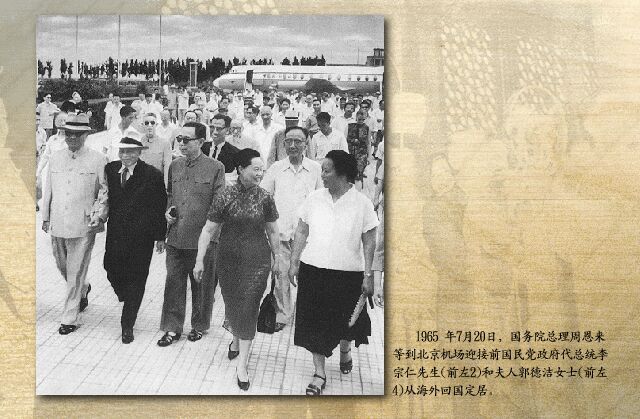 1965 年7月20日，国务院总理周恩来
等到北京机场迎接前国民党政府代总统李
宗仁先生(前左2)和夫人郭德洁女士(前左
4)从海外回国定居。